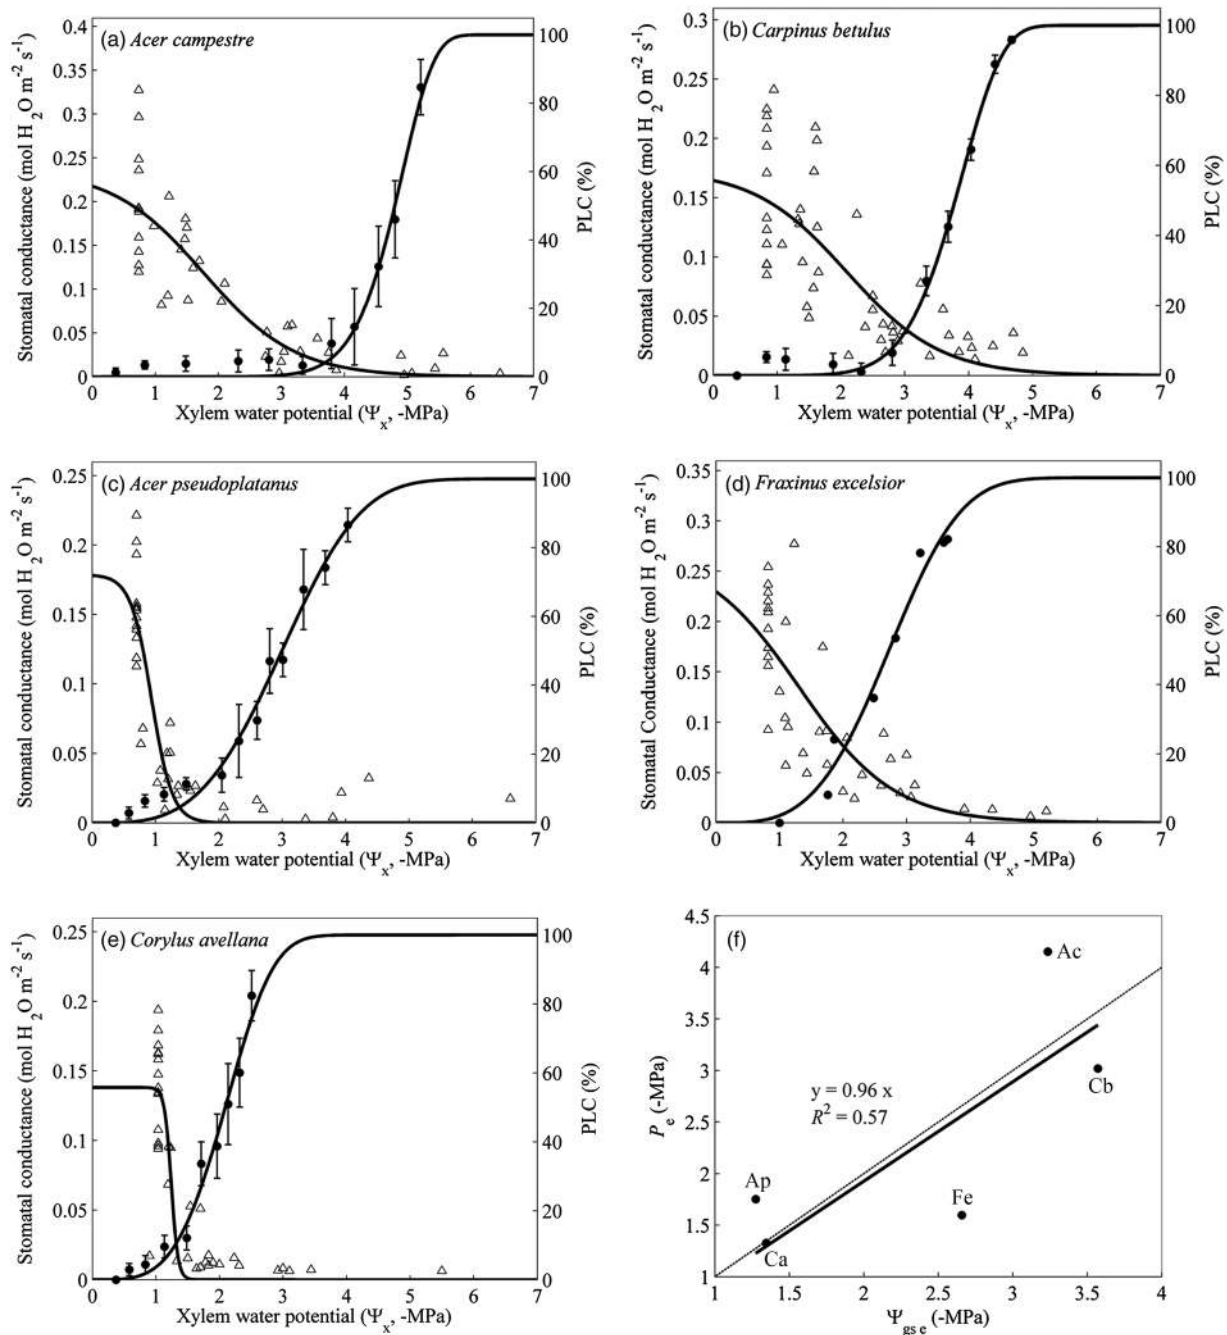 (a) Acer campestre
Stomatal conductance (mol H2O m-2 s-1)
0.4
0.35
0.3
0.25
0.2
0.15
0.1
0.05
0
100
80
60
40
20
0
PLC (%)
0 1 2 3 4 5 6 7
Xylem water potential (Ψx, -MPa)
(b) Carpinus betulus
Stomatal conductance (mol H2O m-2 s-1)
0.3
0.25
0.2
0.15
0.1
0.05
0
100
80
60
40
20
0
PLC (%)
0 1 2 3 4 5 6 7
Xylem water potential (Ψx, -MPa)
(c) Acer pseudoplatanus
Stomatal conductance (mol H2O m-2 s-1)
0.25
0.2
0.15
0.1
0.05
0
100
80
60
40
20
0
PLC (%)
0 1 2 3 4 5 6 7
Xylem water potential (Ψx, -MPa)
(d) Fraxinus excelsior
Stomatal Conductance (mol H2O m-2 s-1)
0.35
0.3
0.25
0.2
0.15
0.1
0.05
0
100
80
60
40
20
0
PLC (%)
0 1 2 3 4 5 6 7
Xylem water potential (Ψx, -MPa)
(e) Corylus avellana
Stomatal conductance (mol H2O m-2 s-1)
0.25
0.2
0.15
0.1
0.05
0
100
80
60
40
20
0
PLC (%)
0 1 2 3 4 5 6 7
Xylem water potential (Ψx, -MPa)
(f)
Pe (-MPa)
4.5
4
3.5
3
2.5
2
1.5
1
Ac
Cb
y = 0.96 x
R2 = 0.57
Ap
Fe
Ca
1 1.5 2 2.5 3 3.5 4
Ψgs e (-MPa)